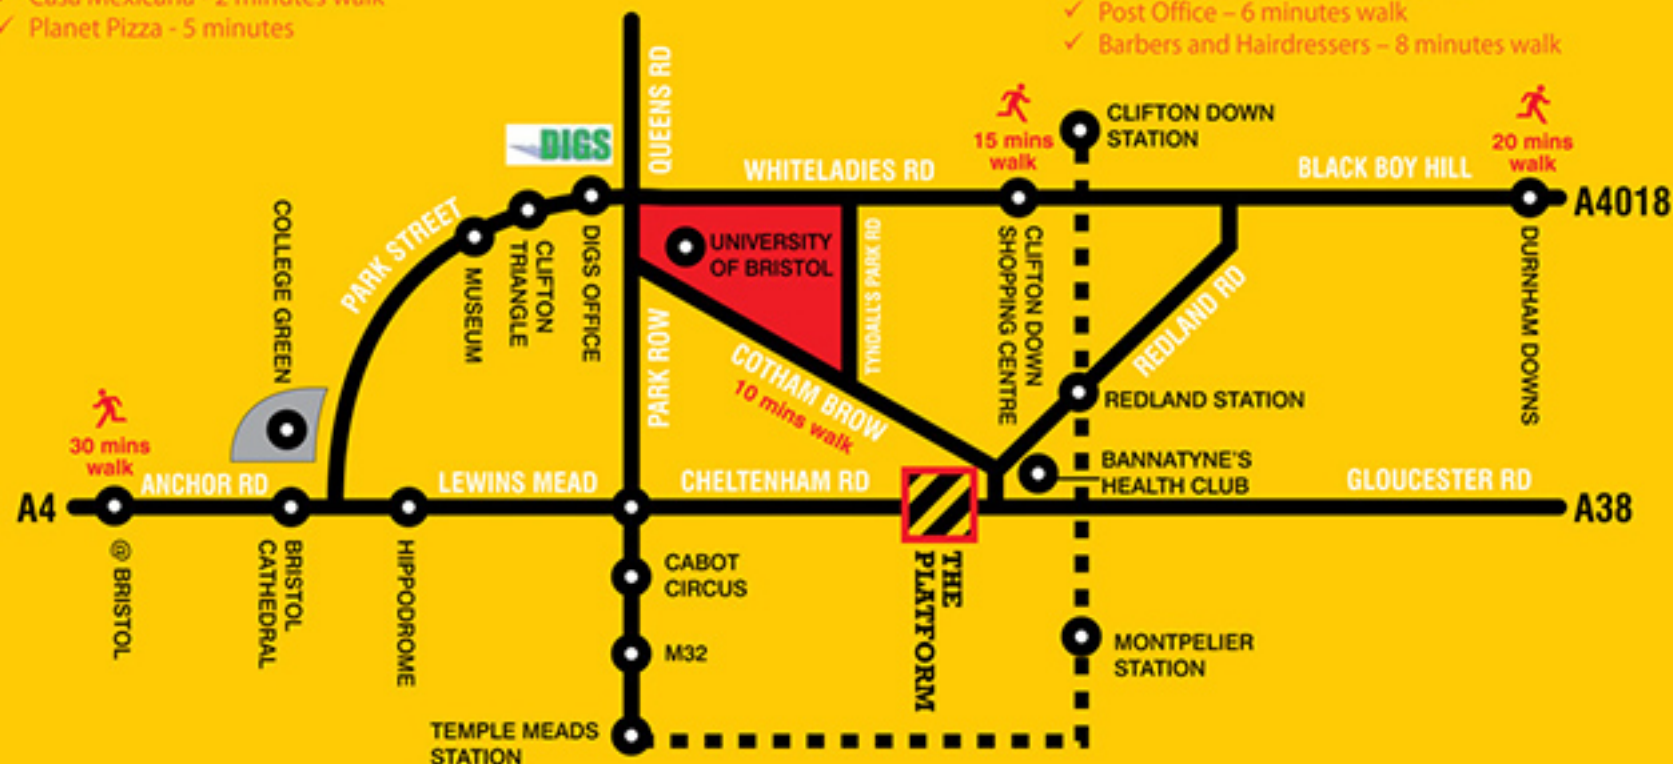 Casa Mexicana - 2 minutes walk
✓ Planet Pizza - 5 minutes
✓ Post Office – 6 minutes walk
✓ Barbers and Hairdressers – 8 minutes walk
QUEENS RD
DIGS
15 mins
walk
CLIFTON DOWN
STATION
20 mins
walk
WHITELADIES RD
BLACK BOY HILL
A4018
COLLEGE GREEN
PARK STREET
MUSEUM
CLIFTON
TRIANGLE
DIGS OFFICE
UNIVERSITY
OF BRISTOL
TYNDALL'S PARK RD
CLIFTON DOWN
SHOPPING CENTRE
REDLAND RD
DURNHAM DOWNS
PARK ROW
COTHAM BROW
10 mins walk
REDLAND STATION
30 mins
walk
BANNATYNE'S
HEALTH CLUB
A4
ANCHOR RD
LEWINS MEAD
CHELTENHAM RD
GLOUCESTER RD
A38
@ BRISTOL
BRISTOL
CATHEDRAL
HIPPODROME
CABOT
CIRCUS
THE
PLATFORM
M32
MONTPELIER
STATION
TEMPLE MEADS
STATION